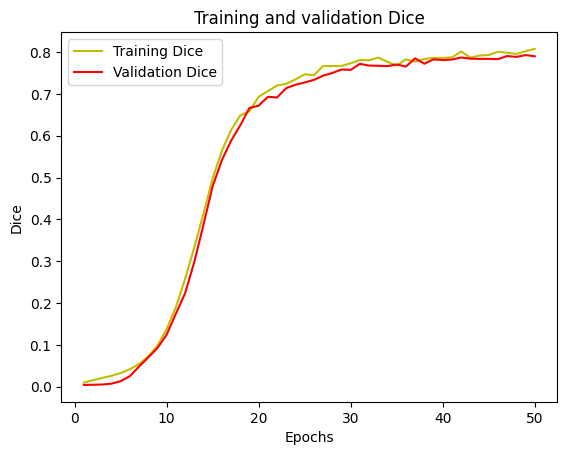 Training and validation Dice
Training Dice
Validation Dice
0.8
0.7
0.6
0.5
0.4
0.3
0.2
0.1
0.0
Dice
0 10 20 30 40 50
Epochs